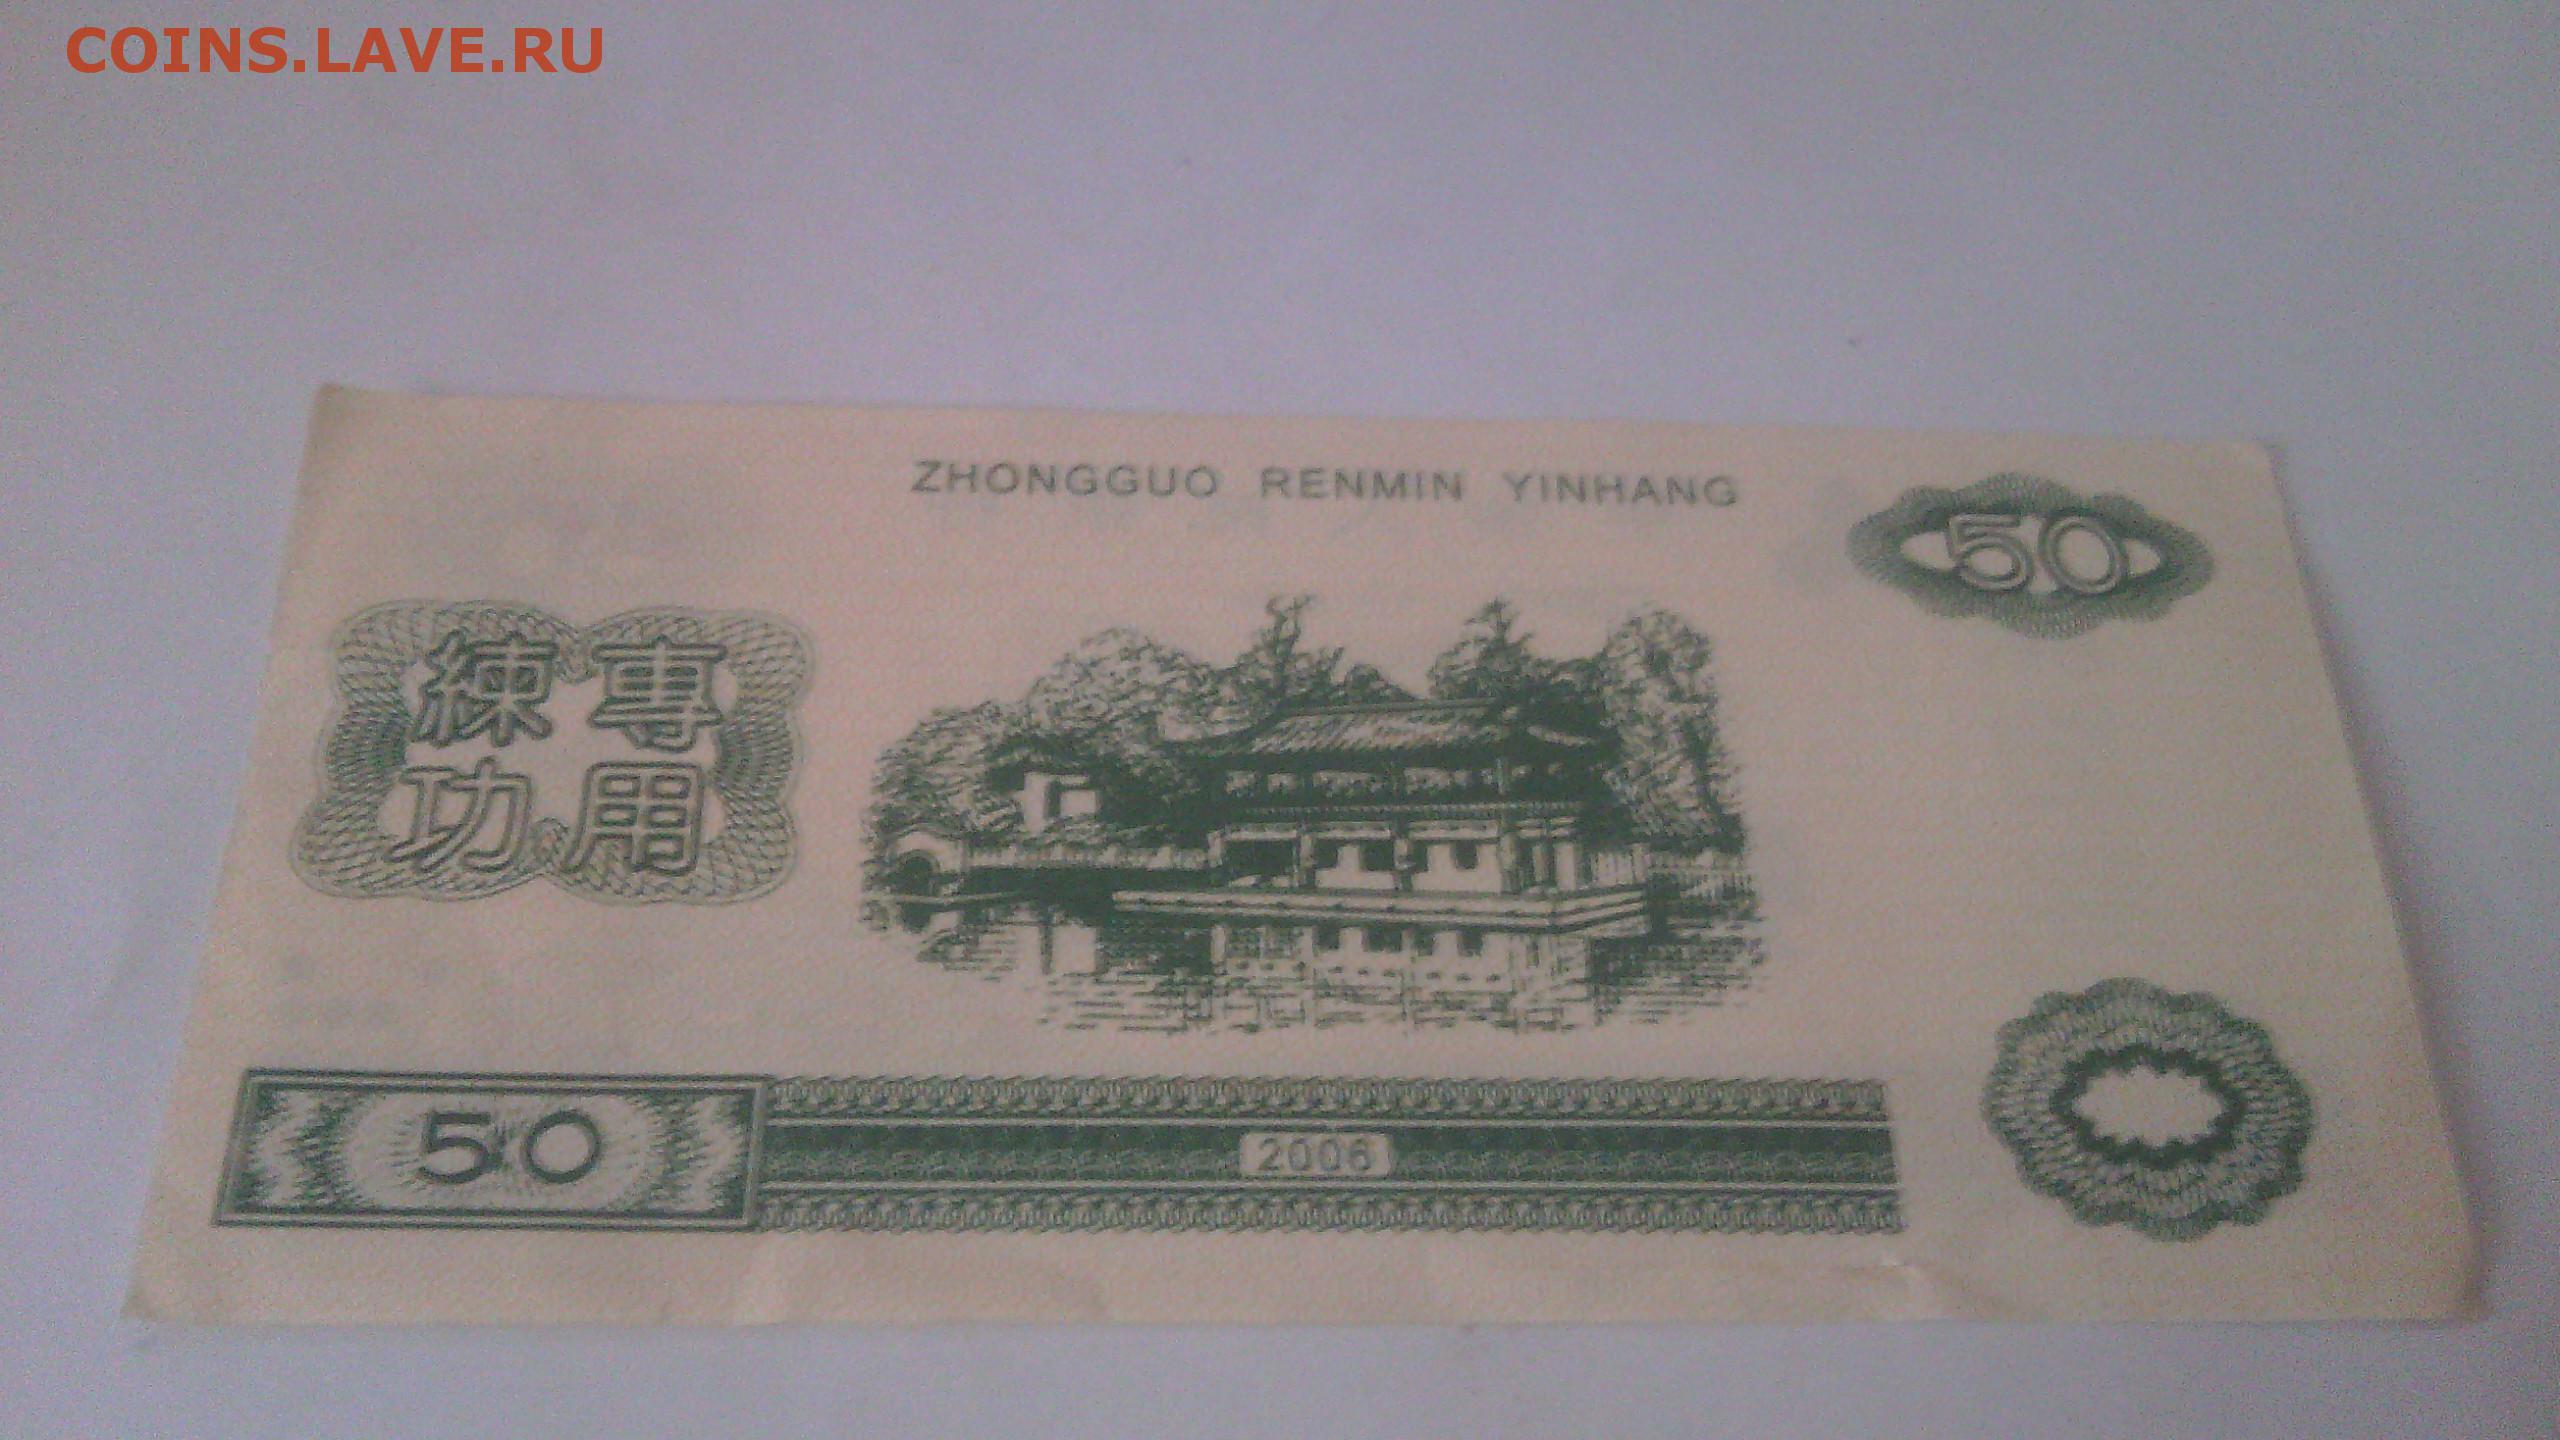 COINS.LAVE.RU
ZHONGGUO RENMIN YINHANG
50
練專
功用
50
2006